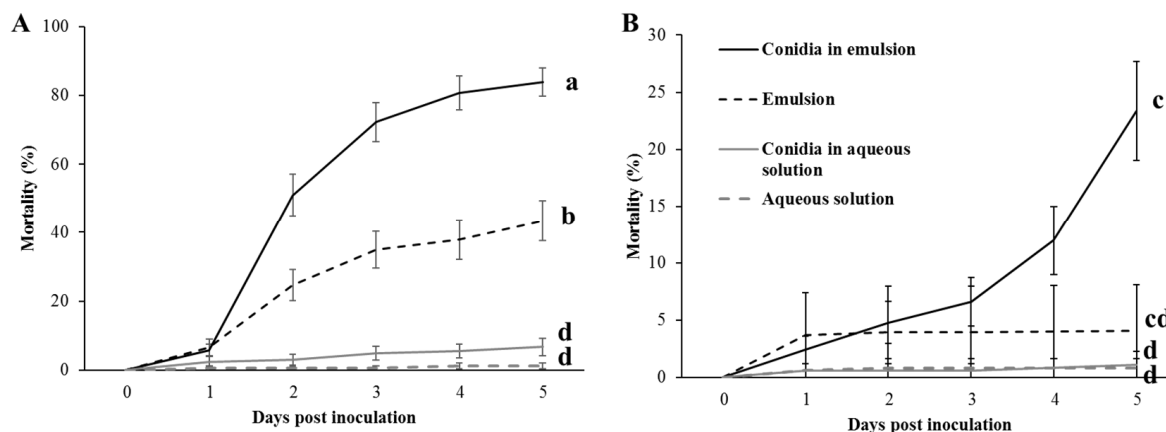 A
Mortality (%)
100
80
60
40
20
0
a
b
d
d
0 1 2 3 4 5
Days post inoculation
B
Mortality (%)
30
25
20
15
10
5
0
Conidia in emulsion
Emulsion
Conidia in aqueous
solution
Aqueous solution
c
cd
d
d
0 1 2 3 4 5
Days post inoculation